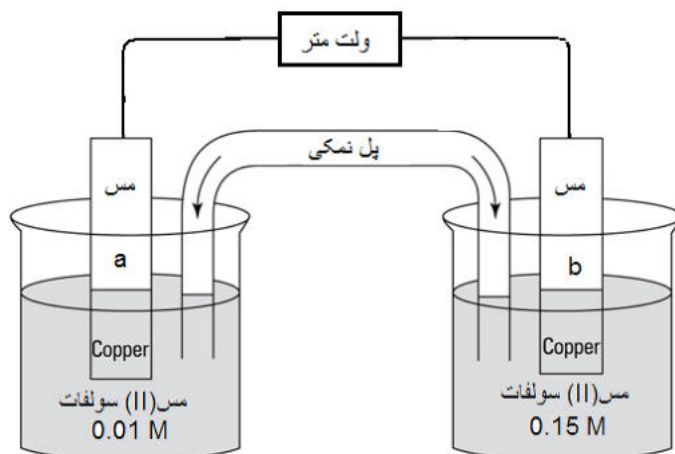 ولت متر
پل نمکی
مس
a
Copper
مس(II) سولفات
0.01 M
مس
b
Copper
مس(II) سولفات
0.15 M